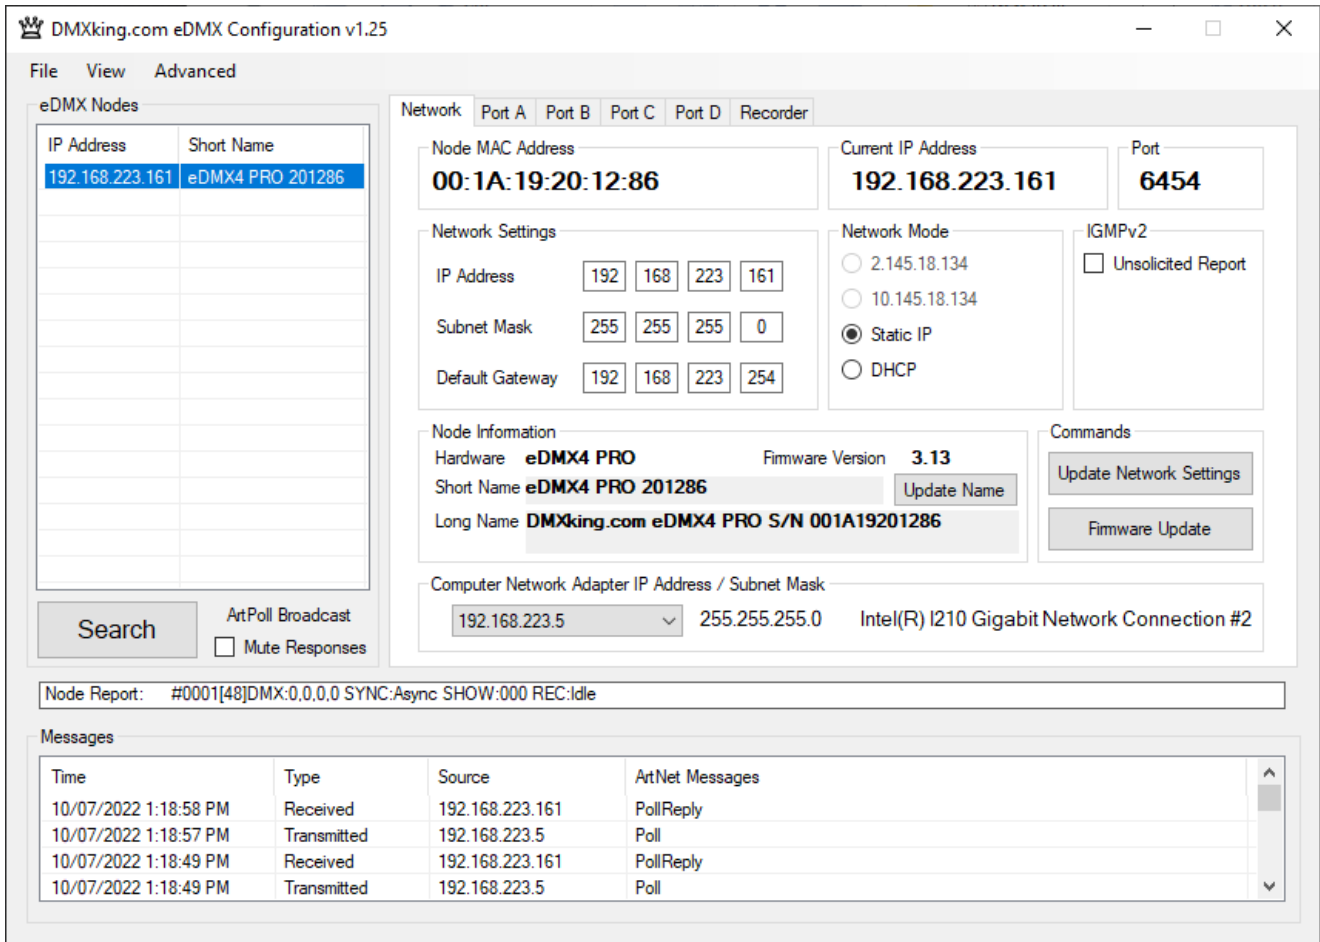 DMXking.com eDMX Configuration v1.25
File View Advanced
eDMX Nodes
IP Address Short Name
192.168.223.161 eDMX4 PRO 201286
Search
ArtPoll Broadcast
Mute Responses
Network Port A Port B Port C Port D Recorder
Node MAC Address
00:1A:19:20:12:86
Current IP Address
192.168.223.161
Port
6454
Network Settings
IP Address 192 168 223 161
Subnet Mask 255 255 255 0
Default Gateway 192 168 223 254
Network Mode
2.145.18.134
10.145.18.134
Static IP
DHCP
IGMPv2
Unsolicited Report
Node Information
Hardware eDMX4 PRO Firmware Version 3.13
Short Name eDMX4 PRO 201286 Update Name
Long Name DMXking.com eDMX4 PRO S/N 001A19201286
Commands
Update Network Settings
Firmware Update
Computer Network Adapter IP Address / Subnet Mask
192.168.223.5 255.255.255.0 Intel(R) I210 Gigabit Network Connection #2
Node Report: #0001[48]DMX:0,0,0,0 SYNC:Async SHOW:000 REC:Idle
Messages
Time Type Source ArtNet Messages
10/07/2022 1:18:58 PM Received 192.168.223.161 PollReply
10/07/2022 1:18:57 PM Transmitted 192.168.223.5 Poll
10/07/2022 1:18:49 PM Received 192.168.223.161 PollReply
10/07/2022 1:18:49 PM Transmitted 192.168.223.5 Poll